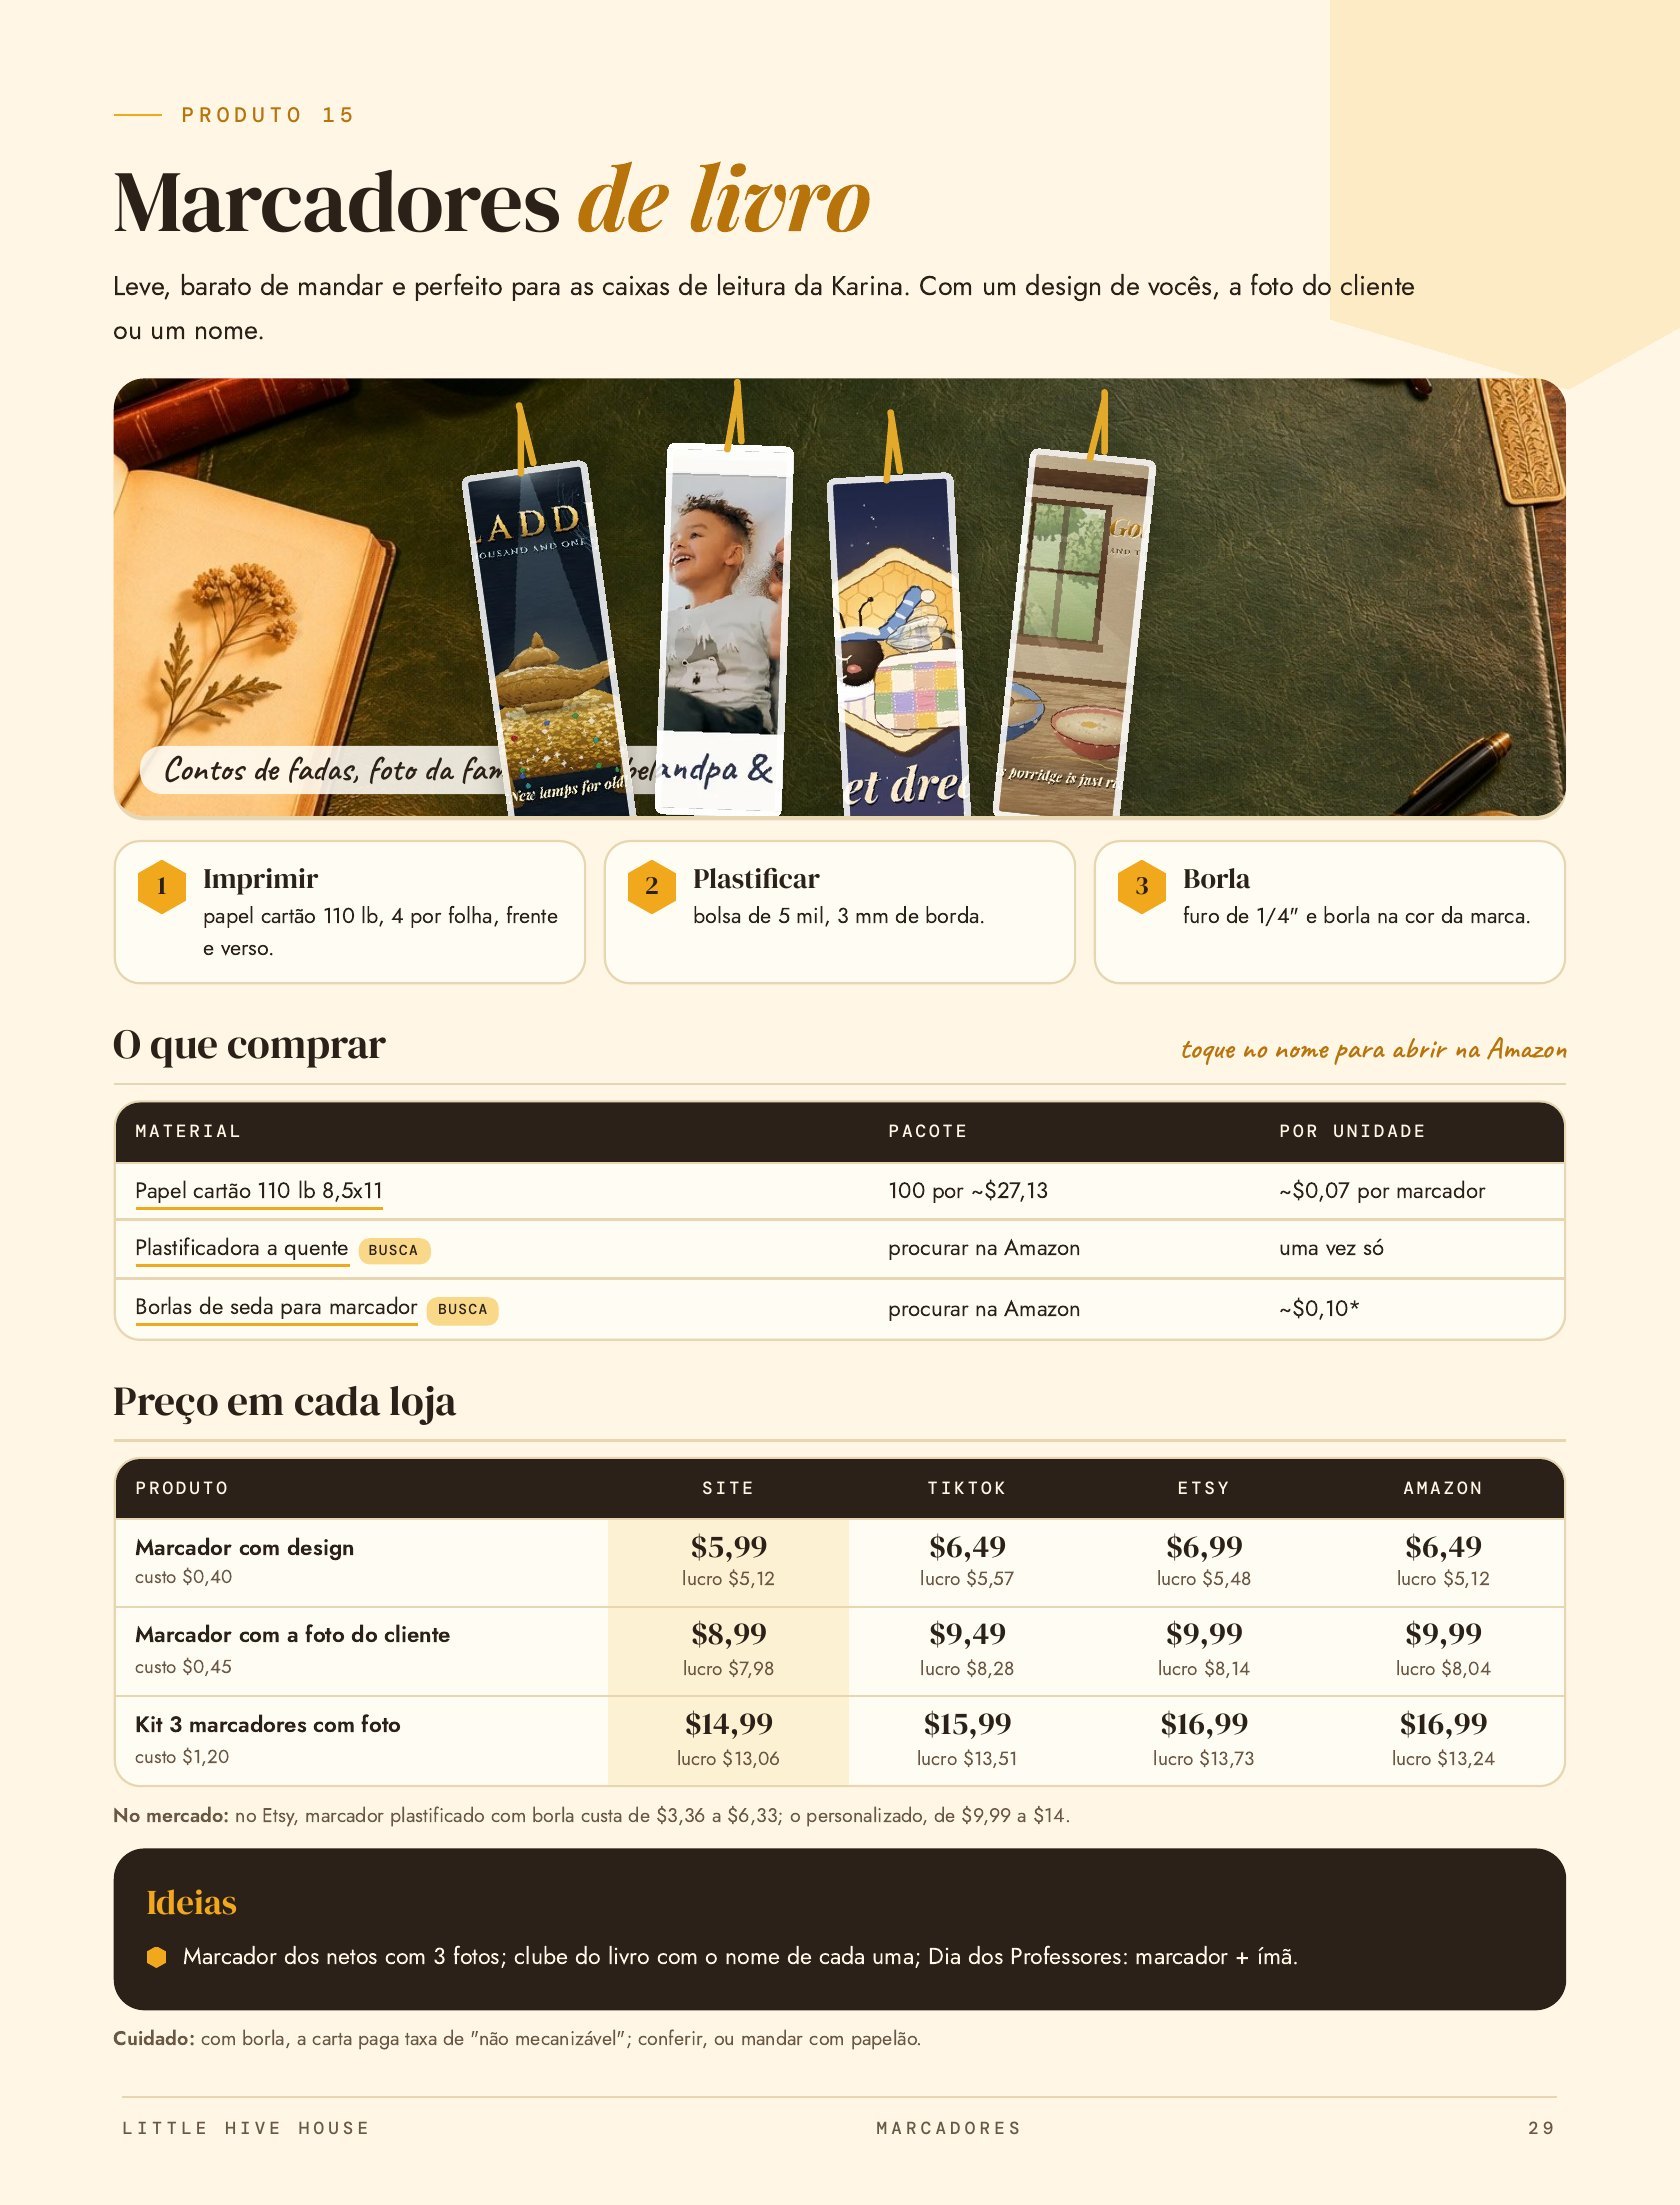 PRODUTO 15
Marcadores de livro
Leve, barato de mandar e perfeito para as caixas de leitura da Karina. Com um design de vocês, a foto do cliente
ou um nome.
ADD
OUSAND AND ONE
New lamps for old
andpa &
et drea
Go
AND T
porridge is just r
Contos de fadas, foto da fam
bel
1 Imprimir
papel cartão 110 lb, 4 por folha, frente
e verso.
2 Plastificar
bolsa de 5 mil, 3 mm de borda.
3 Borla
furo de 1/4" e borla na cor da marca.
O que comprar
toque no nome para abrir na Amazon
MATERIAL PACOTE POR UNIDADE
Papel cartão 110 lb 8,5x11 100 por ~$27,13 ~$0,07 por marcador
Plastificadora a quente BUSCA procurar na Amazon uma vez só
Borlas de seda para marcador BUSCA procurar na Amazon ~$0,10*
Preço em cada loja
PRODUTO SITE TIKTOK ETSY AMAZON
Marcador com design $5,99 $6,49 $6,99 $6,49
custo $0,40 lucro $5,12 lucro $5,57 lucro $5,48 lucro $5,12
Marcador com a foto do cliente $8,99 $9,49 $9,99 $9,99
custo $0,45 lucro $7,98 lucro $8,28 lucro $8,14 lucro $8,04
Kit 3 marcadores com foto $14,99 $15,99 $16,99 $16,99
custo $1,20 lucro $13,06 lucro $13,51 lucro $13,73 lucro $13,24
No mercado: no Etsy, marcador plastificado com borla custa de $3,36 a $6,33; o personalizado, de $9,99 a $14.
Ideias
Marcador dos netos com 3 fotos; clube do livro com o nome de cada uma; Dia dos Professores: marcador + ímã.
Cuidado: com borla, a carta paga taxa de "não mecanizável"; conferir, ou mandar com papelão.
LITTLE HIVE HOUSE MARCADORES 29